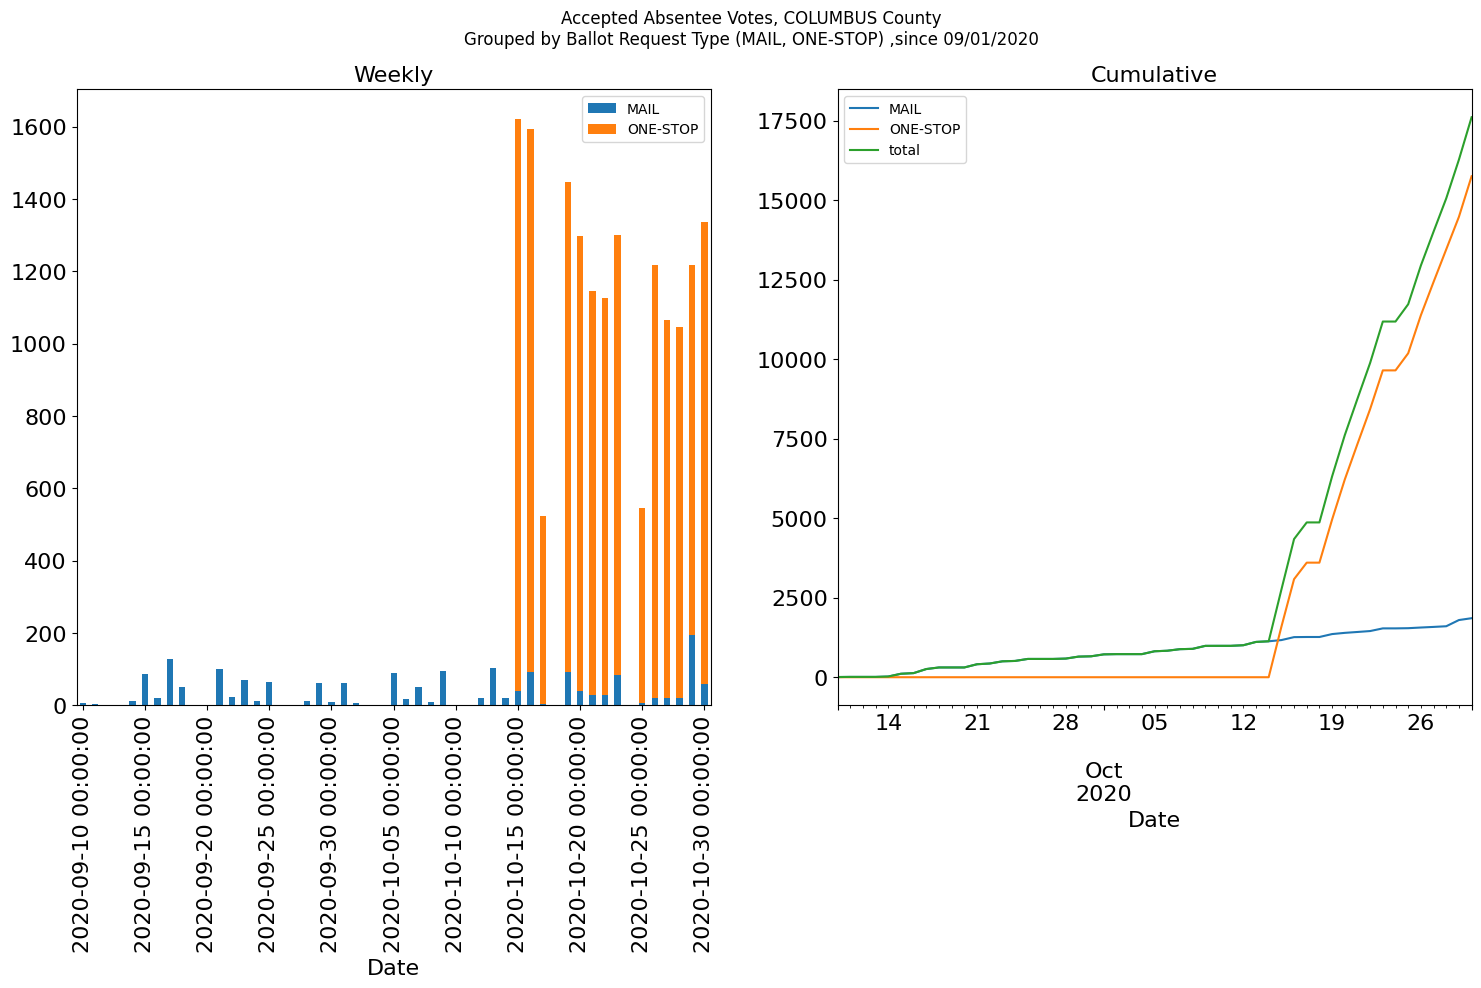 Accepted Absentee Votes, COLUMBUS County
Grouped by Ballot Request Type (MAIL, ONE-STOP) ,since 09/01/2020
Weekly
MAIL
ONE-STOP
1600
1400
1200
1000
800
600
400
200
0
2020-09-10 00:00:00
2020-09-15 00:00:00
2020-09-20 00:00:00
2020-09-25 00:00:00
2020-09-30 00:00:00
2020-10-05 00:00:00
2020-10-10 00:00:00
2020-10-15 00:00:00
2020-10-20 00:00:00
2020-10-25 00:00:00
2020-10-30 00:00:00
Date
Cumulative
MAIL
ONE-STOP
total
17500
15000
12500
10000
7500
5000
2500
0
14 21 28 05 12 19 26
Oct
2020
Date